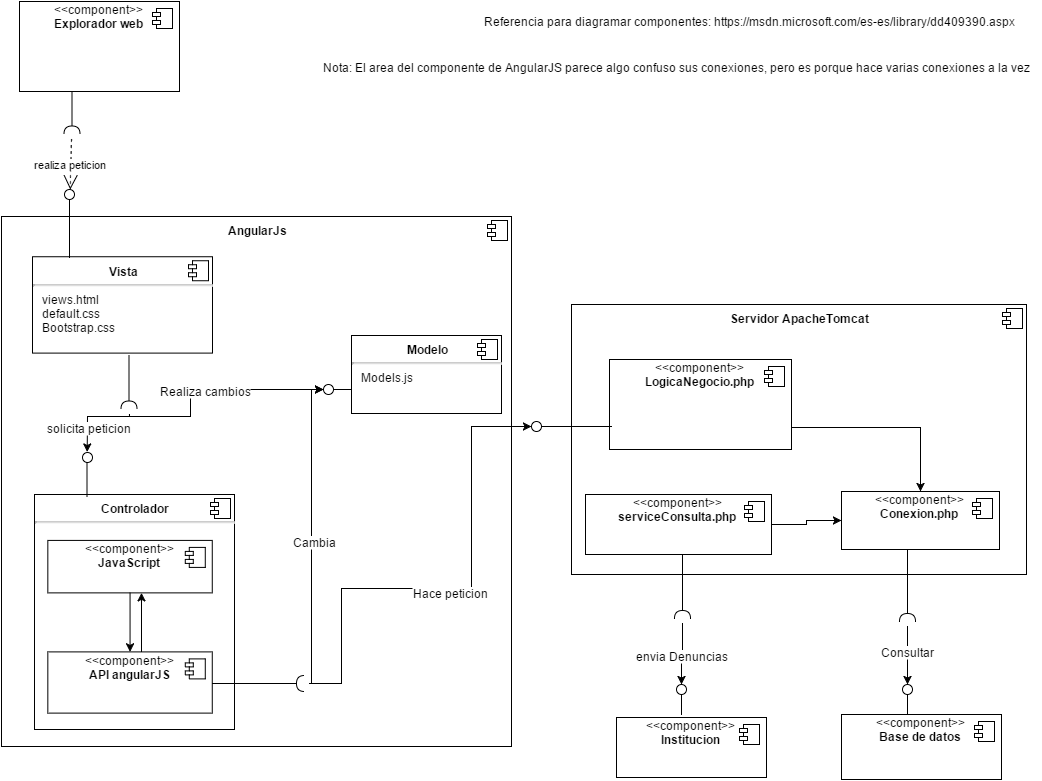 <<component>>
Explorador web
Referencia para diagramar componentes: https://msdn.microsoft.com/es-es/library/dd409390.aspx
Nota: El area del componente de AngularJS parece algo confuso sus conexiones, pero es porque hace varias conexiones a la vez
realiza peticion
AngularJs
Vista
views.html
default.css
Bootstrap.css
Modelo
Models.js
Realiza cambios
solicita peticion
Controlador
<<component>>
JavaScript
<<component>>
API angularJS
Cambia
Hace peticion
Servidor ApacheTomcat
<<component>>
LogicaNegocio.php
<<component>>
serviceConsulta.php
<<component>>
Conexion.php
envia Denuncias
Consultar
<<component>>
Institucion
<<component>>
Base de datos